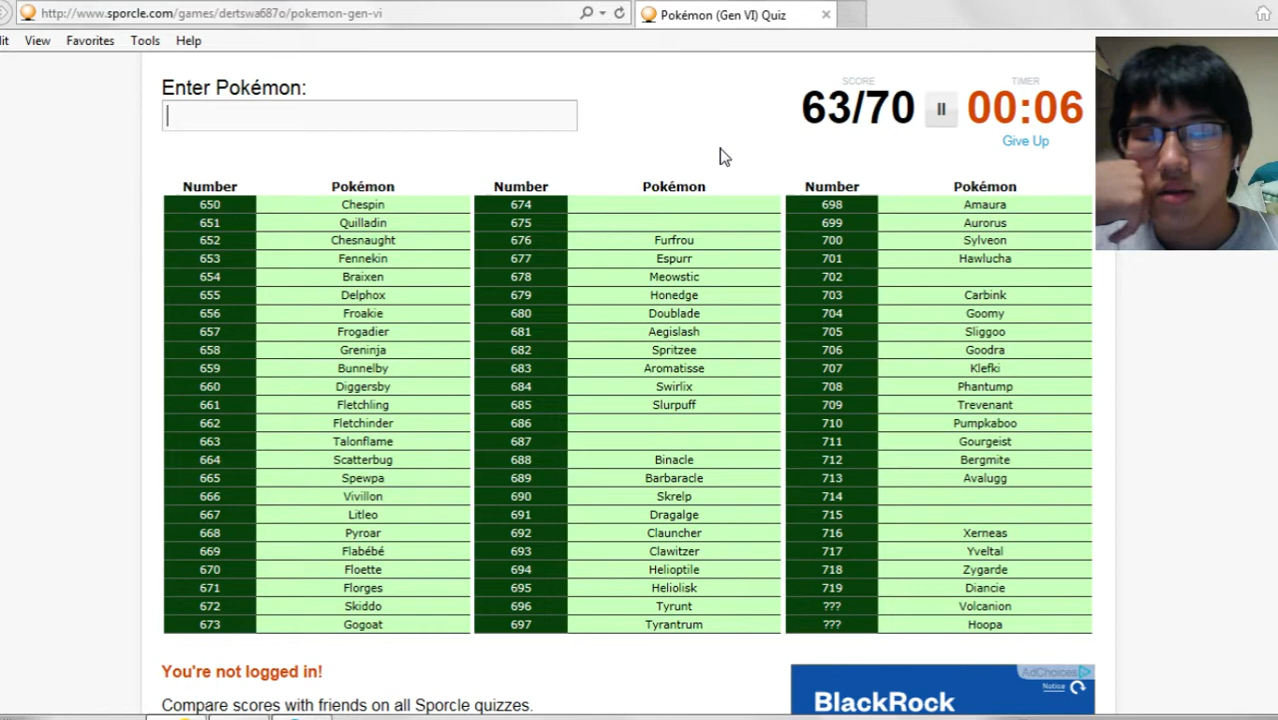 http://www.sporcle.com/games/dertswa687o/pokemon-gen-vi
Pokémon (Gen VI) Quiz
it View Favorites Tools Help
Enter Pokémon:
SCORE
63/70
TIMER
00:06
Give Up
Number Pokémon Number Pokémon Number Pokémon
650 Chespin 674 698 Amaura
651 Quilladin 675 699 Aurorus
652 Chesnaught 676 Furfrou 700 Sylveon
653 Fennekin 677 Espurr 701 Hawlucha
654 Braixen 678 Meowstic 702
655 Delphox 679 Honedge 703 Carbink
656 Froakie 680 Doublade 704 Goomy
657 Frogadier 681 Aegislash 705 Sliggoo
658 Greninja 682 Spritzee 706 Goodra
659 Bunnelby 683 Aromatisse 707 Klefki
660 Diggersby 684 Swirlix 708 Phantump
661 Fletchling 685 Slurpuff 709 Trevenant
662 Fletchinder 686 710 Pumpkaboo
663 Talonflame 687 711 Gourgeist
664 Scatterbug 688 Binacle 712 Bergmite
665 Spewpa 689 Barbaracle 713 Avalugg
666 Vivillon 690 Skrelp 714
667 Litleo 691 Dragalge 715
668 Pyroar 692 Clauncher 716 Xerneas
669 Flabébé 693 Clawitzer 717 Yveltal
670 Floette 694 Helioptile 718 Zygarde
671 Florges 695 Heliolisk 719 Diancie
672 Skiddo 696 Tyrunt ??? Volcanion
673 Gogoat 697 Tyrantrum ??? Hoopa
You're not logged in!
Compare scores with friends on all Sporcle quizzes.
AdChoices
Notice
BlackRock